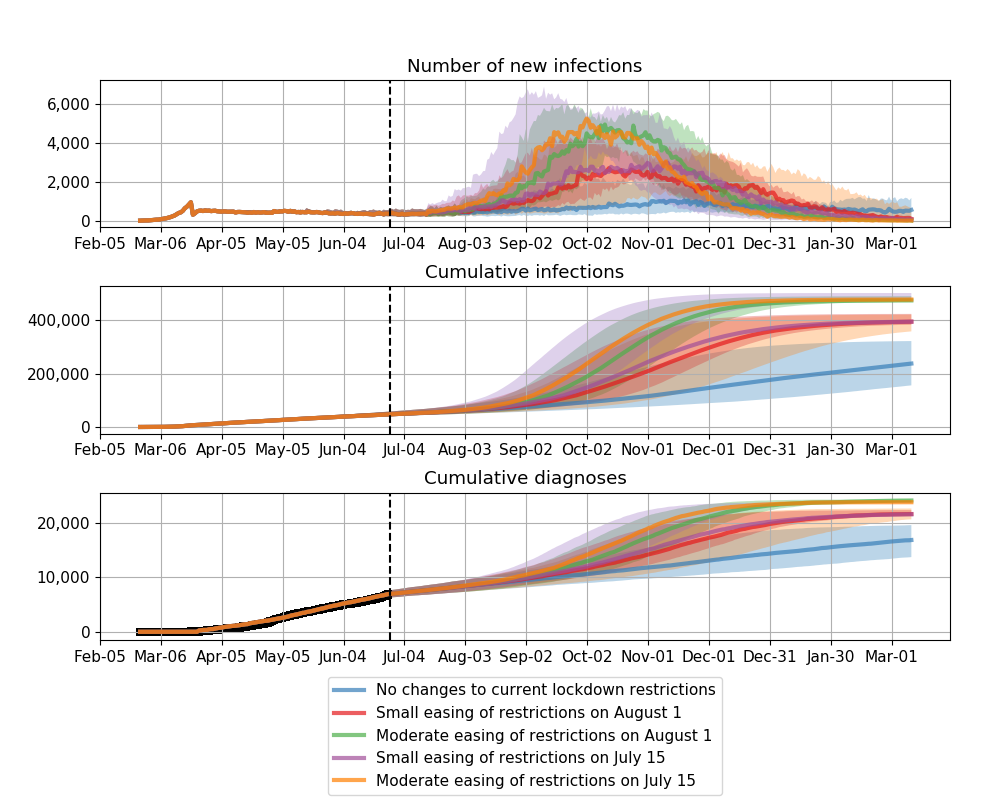 Number of new infections
6,000
4,000
2,000
0
Feb-05 Mar-06 Apr-05 May-05 Jun-04 Jul-04 Aug-03 Sep-02 Oct-02 Nov-01 Dec-01 Dec-31 Jan-30 Mar-01
Cumulative infections
400,000
200,000
0
Feb-05 Mar-06 Apr-05 May-05 Jun-04 Jul-04 Aug-03 Sep-02 Oct-02 Nov-01 Dec-01 Dec-31 Jan-30 Mar-01
Cumulative diagnoses
20,000
10,000
0
Feb-05 Mar-06 Apr-05 May-05 Jun-04 Jul-04 Aug-03 Sep-02 Oct-02 Nov-01 Dec-01 Dec-31 Jan-30 Mar-01
No changes to current lockdown restrictions
Small easing of restrictions on August 1
Moderate easing of restrictions on August 1
Small easing of restrictions on July 15
Moderate easing of restrictions on July 15